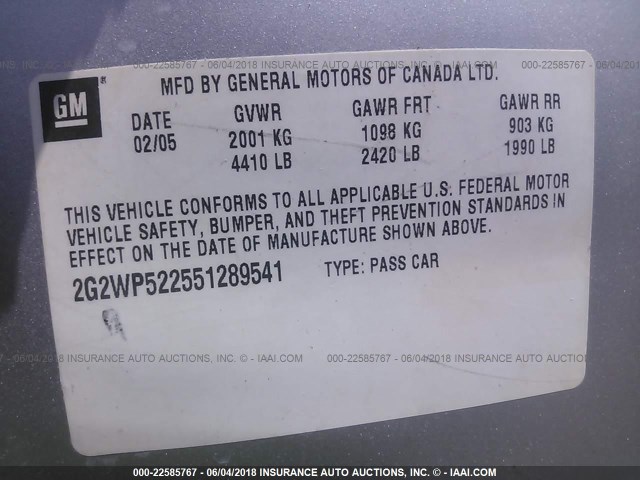 000-22585767 - 06/04/2018 INSURANCE AUTO AUCTIONS, INC. © - IAAI.COM
GM
MFD BY GENERAL MOTORS OF CANADA LTD.
DATE GVWR GAWR FRT GAWR RR
02/05 2001 KG 1098 KG 903 KG
4410 LB 2420 LB 1990 LB
THIS VEHICLE CONFORMS TO ALL APPLICABLE U.S. FEDERAL MOTOR
VEHICLE SAFETY, BUMPER, AND THEFT PREVENTION STANDARDS IN
EFFECT ON THE DATE OF MANUFACTURE SHOWN ABOVE.
2G2WP522551289541 TYPE: PASS CAR
INSURANCE AUTO AUCTIONS, INC. © - IAAI.COM 000-22585767 - 06/04/2018 INSURANCE AUTO AUCTIONS,
000-22585767 - 06/04/2018 INSURANCE AUTO AUCTIONS, INC. © - IAAI.COM